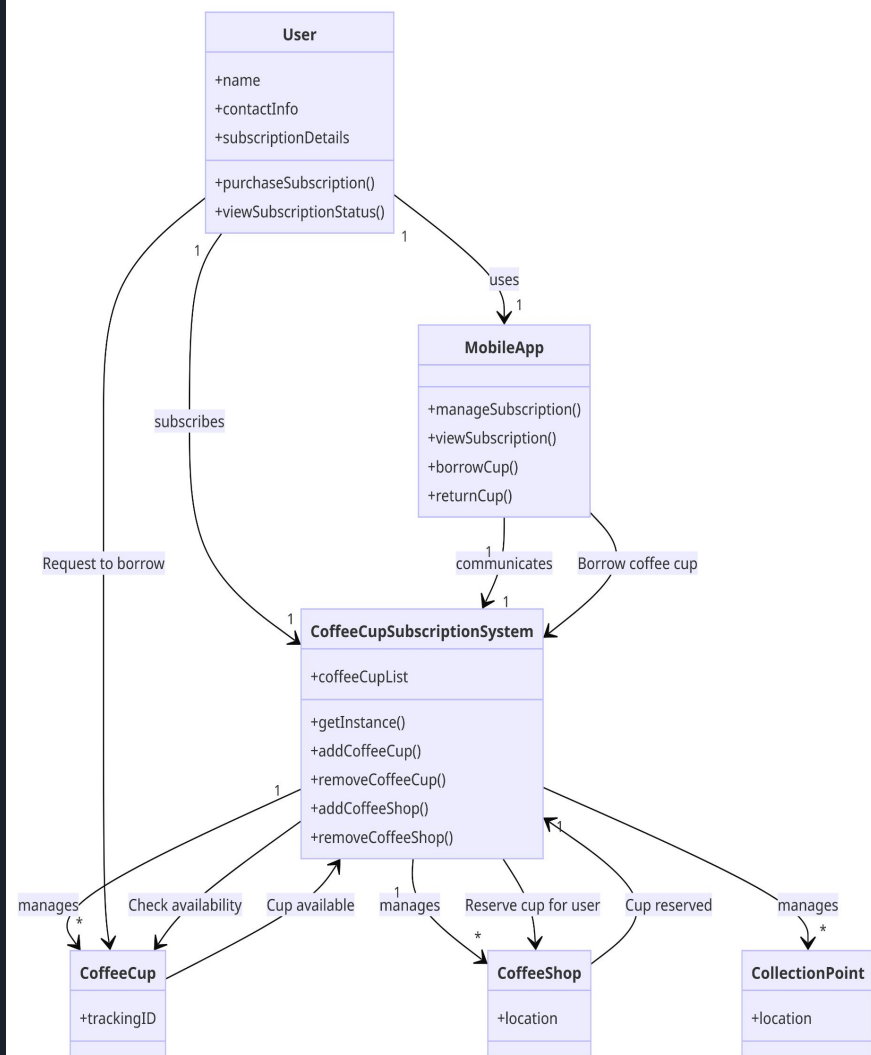 User
+name
+contactInfo
+subscriptionDetails
+purchaseSubscription()
+viewSubscriptionStatus()
1
1
uses
1
MobileApp
+manageSubscription()
+viewSubscription()
+borrowCup()
+returnCup()
subscribes
Request to borrow
1
communicates
Borrow coffee cup
1
1
CoffeeCupSubscriptionSystem
+coffeeCupList
+getInstance()
+addCoffeeCup()
+removeCoffeeCup()
+addCoffeeShop()
+removeCoffeeShop()
1
1
1
manages
Check availability
Cup available
manages
Reserve cup for user
Cup reserved
manages
*
*
*
CoffeeCup
+trackingID
CoffeeShop
+location
CollectionPoint
+location